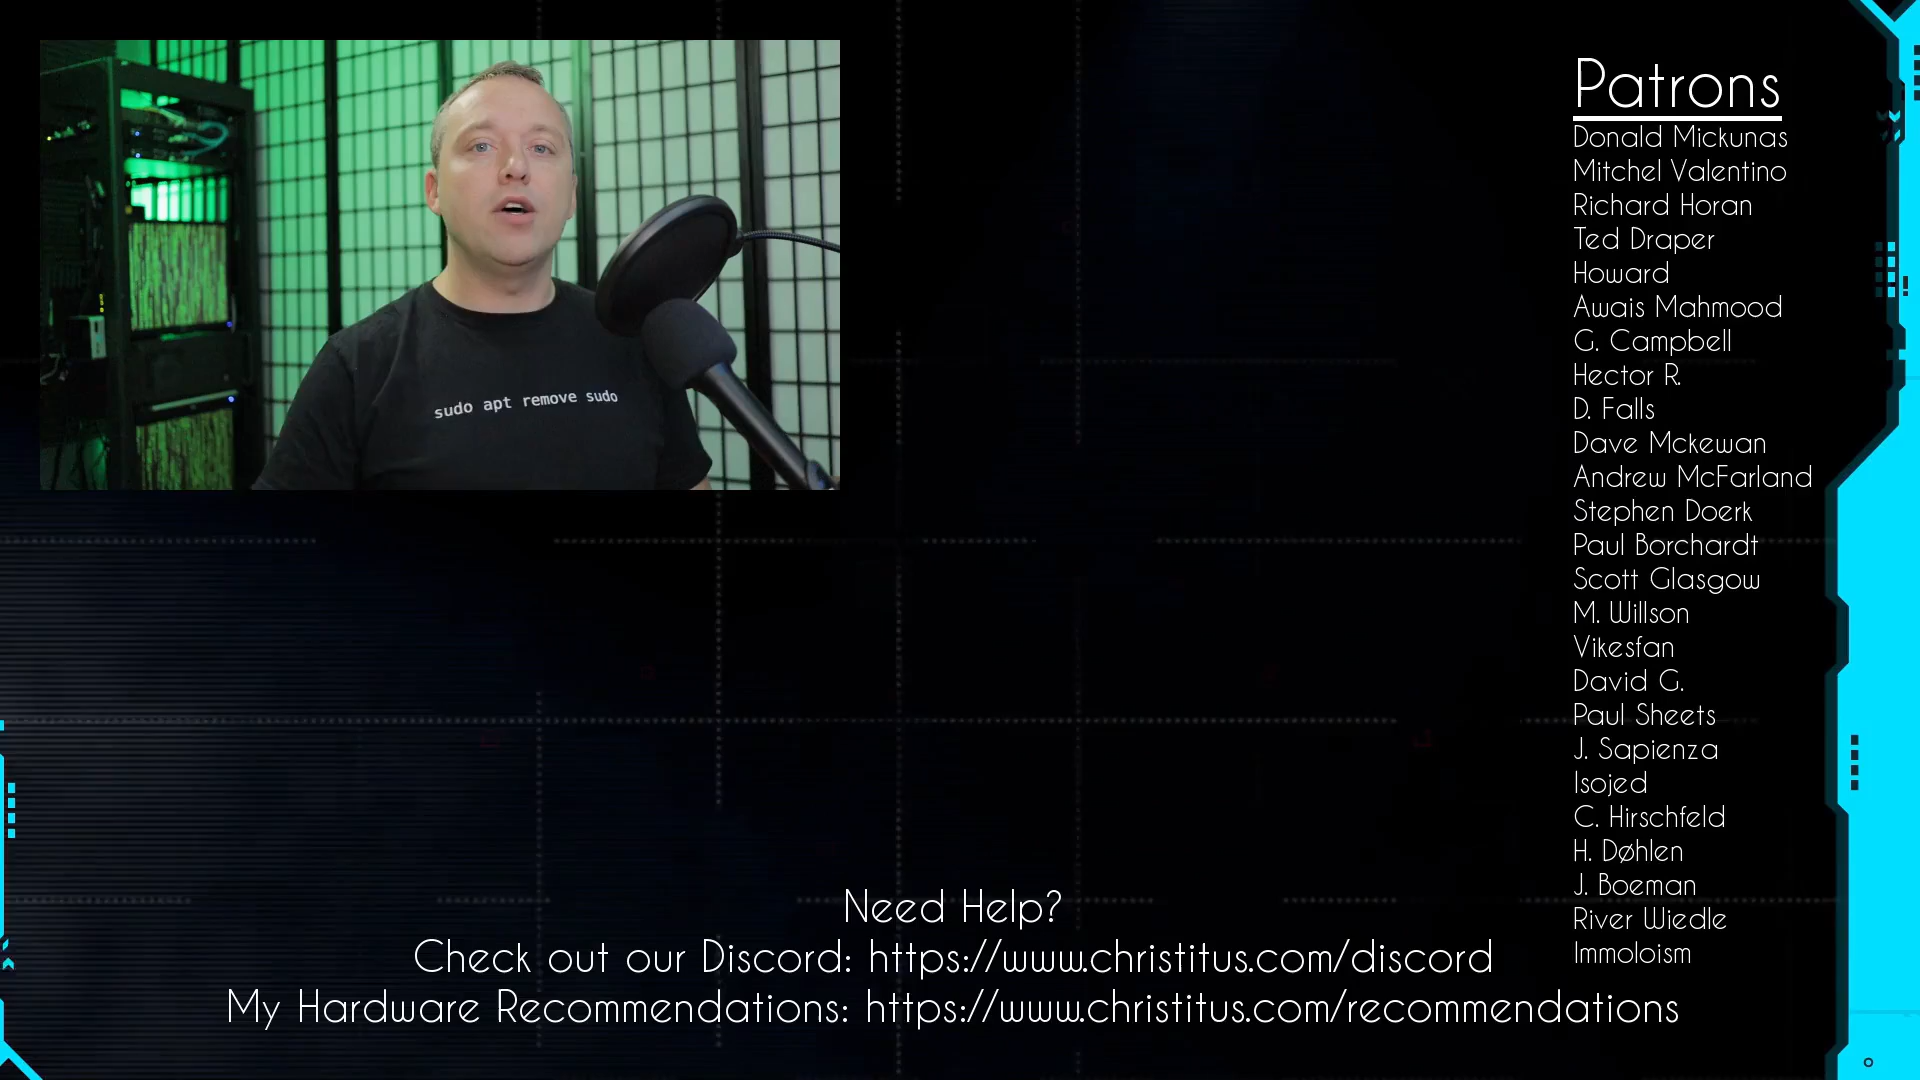 sudo apt remove sudo
Patrons
Donald Mickunas
Mitchel Valentino
Richard Horan
Ted Draper
Howard
Awais Mahmood
G. Campbell
Hector R.
D. Falls
Dave Mckewan
Andrew McFarland
Stephen Doerk
Paul Borchardt
Scott Glasgow
M. Willson
Vikesfan
David G.
Paul Sheets
J. Sapienza
Isojed
C. Hirschfeld
H. Døhlen
J. Boeman
River Wiedle
Immoloism
Need Help?
Check out our Discord: https://www.christitus.com/discord
My Hardware Recommendations: https://www.christitus.com/recommendations